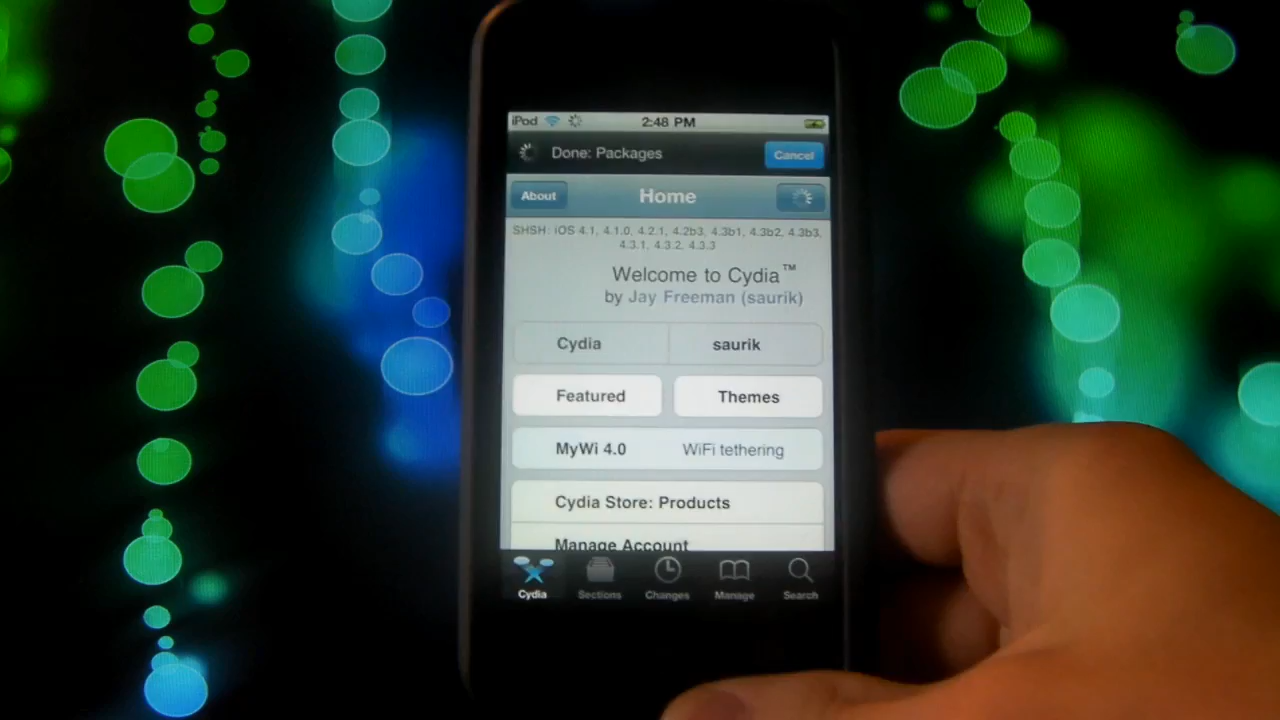 iPod 2:48 PM
Done: Packages Cancel
About Home
SHSH: iOS 4.1, 4.1.0, 4.2.1, 4.2b3, 4.3b1, 4.3b2, 4.3b3,
4.3.1, 4.3.2, 4.3.3
Welcome to Cydia™
by Jay Freeman (saurik)
Cydia saurik
Featured Themes
MyWi 4.0 WiFi tethering
Cydia Store: Products
Manage Account
Cydia Sections Changes Manage Search